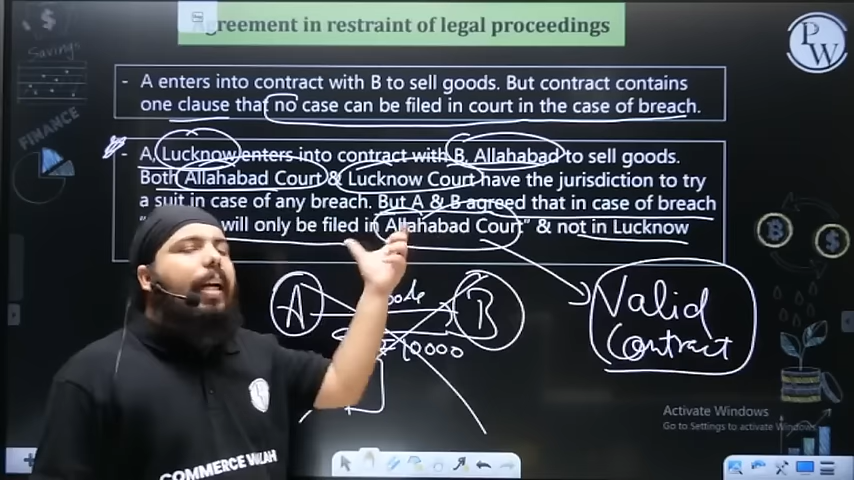 Agreement in restraint of legal proceedings
PW
Savings
FINANCE
- A enters into contract with B to sell goods. But contract contains
one clause that no case can be filed in court in the case of breach.
- A, Lucknow enters into contract with B, Allahabad to sell goods.
Both Allahabad Court & Lucknow Court have the jurisdiction to try
a suit in case of any breach. But A & B agreed that in case of breach
will only be filed in Allahabad Court" & not in Lucknow
A
B
10000
Valid
Contract
Activate Windows
Go to Settings to activate Windows.
COMMERCE WALLAH